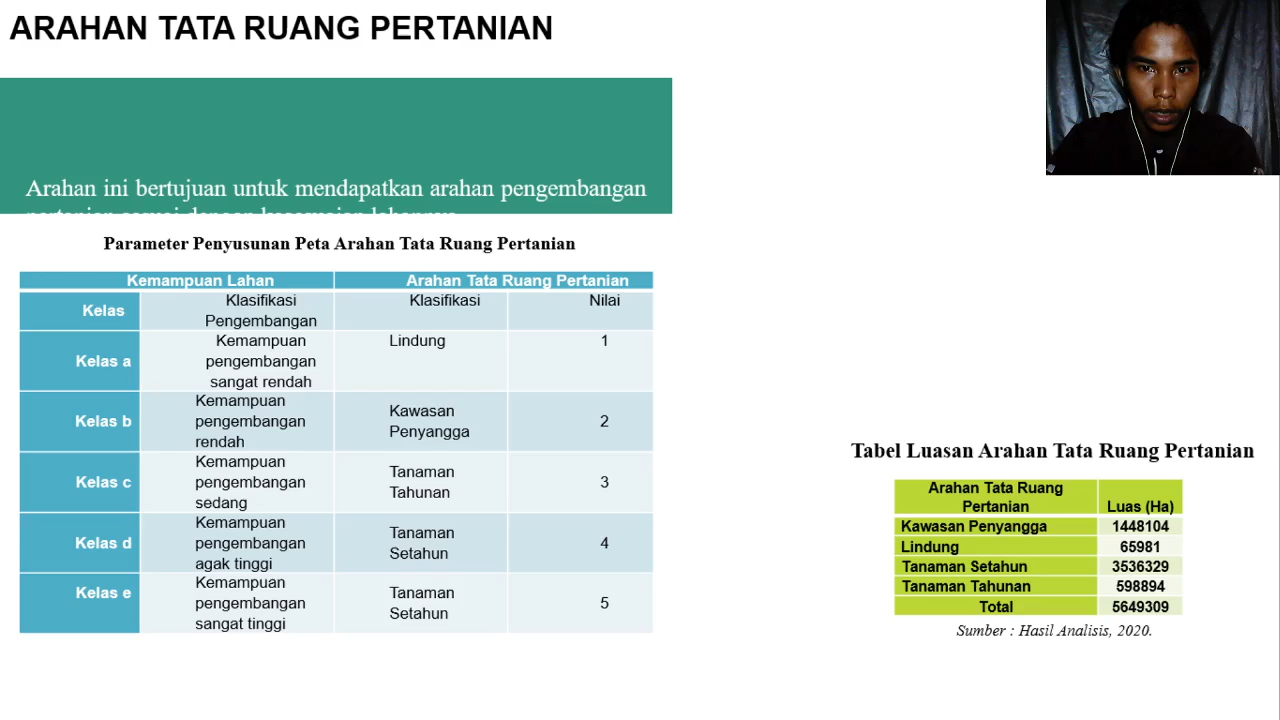 ARAHAN TATA RUANG PERTANIAN
Arahan ini bertujuan untuk mendapatkan arahan pengembangan
pertanian sesuai dengan kesesuaian lahannya
Parameter Penyusunan Peta Arahan Tata Ruang Pertanian
Kemampuan Lahan Arahan Tata Ruang Pertanian
Kelas Klasifikasi Pengembangan Klasifikasi Nilai
Kelas a Kemampuan pengembangan sangat rendah Lindung 1
Kelas b Kemampuan pengembangan rendah Kawasan Penyangga 2
Kelas c Kemampuan pengembangan sedang Tanaman Tahunan 3
Kelas d Kemampuan pengembangan agak tinggi Tanaman Setahun 4
Kelas e Kemampuan pengembangan sangat tinggi Tanaman Setahun 5
Tabel Luasan Arahan Tata Ruang Pertanian
Arahan Tata Ruang Pertanian Luas (Ha)
Kawasan Penyangga 1448104
Lindung 65981
Tanaman Setahun 3536329
Tanaman Tahunan 598894
Total 5649309
Sumber : Hasil Analisis, 2020.